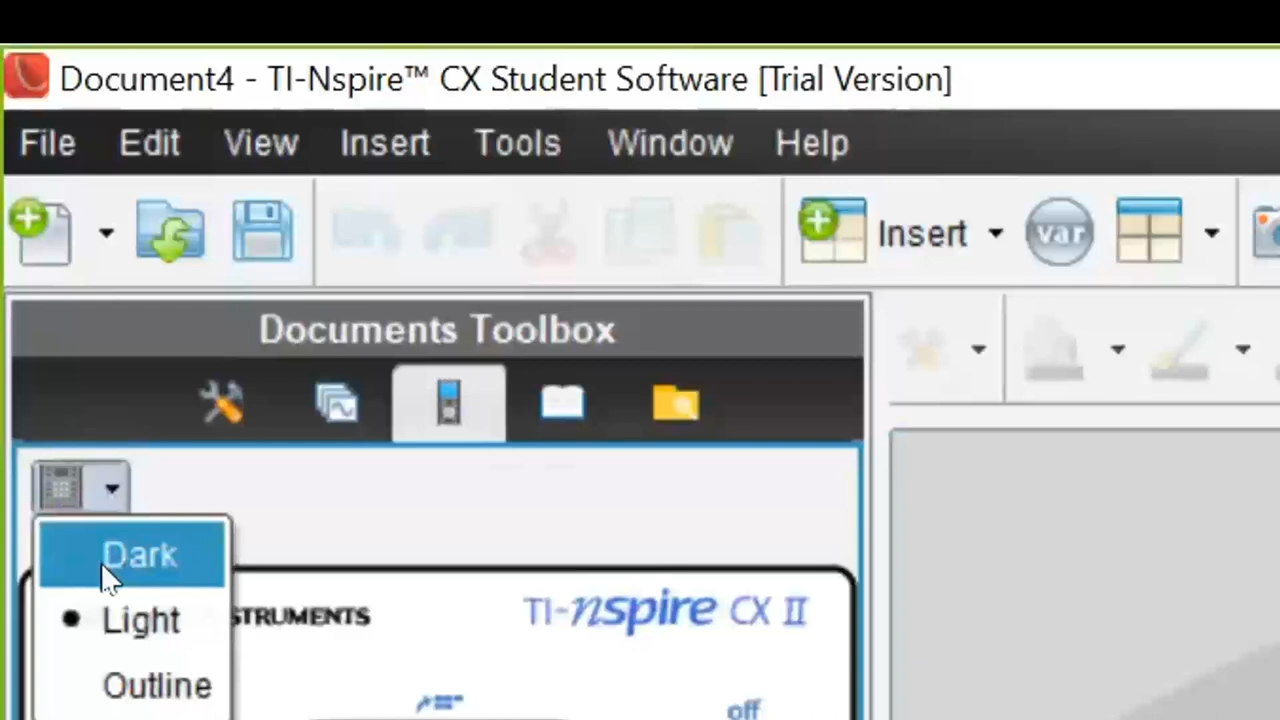 Document4 - TI-Nspire™ CX Student Software [Trial Version]
File Edit View Insert Tools Window Help
Insert var
Documents Toolbox
Dark
Light
Outline
STRUMENTS TI-nspire CX II
off